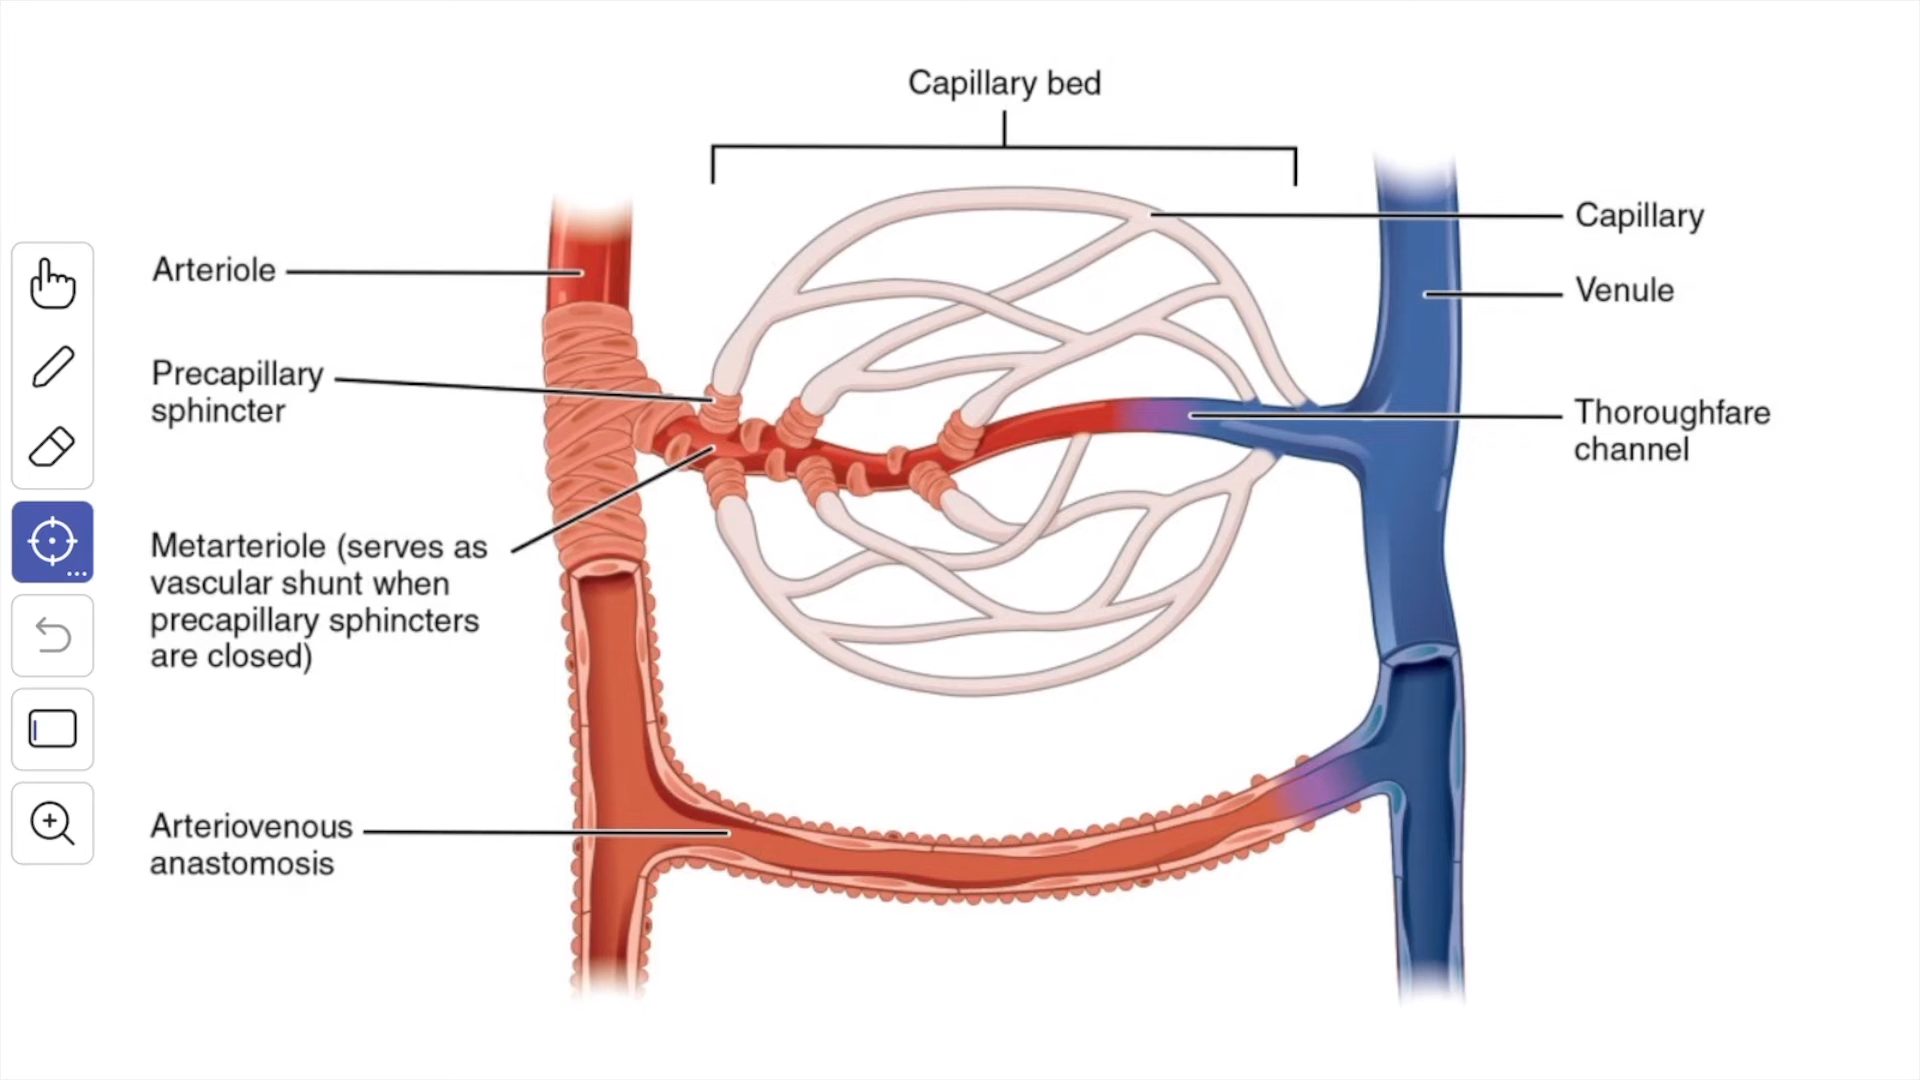 Capillary bed
Capillary
Arteriole
Venule
Precapillary
sphincter
Thoroughfare
channel
Metarteriole (serves as
vascular shunt when
precapillary sphincters
are closed)
Arteriovenous
anastomosis